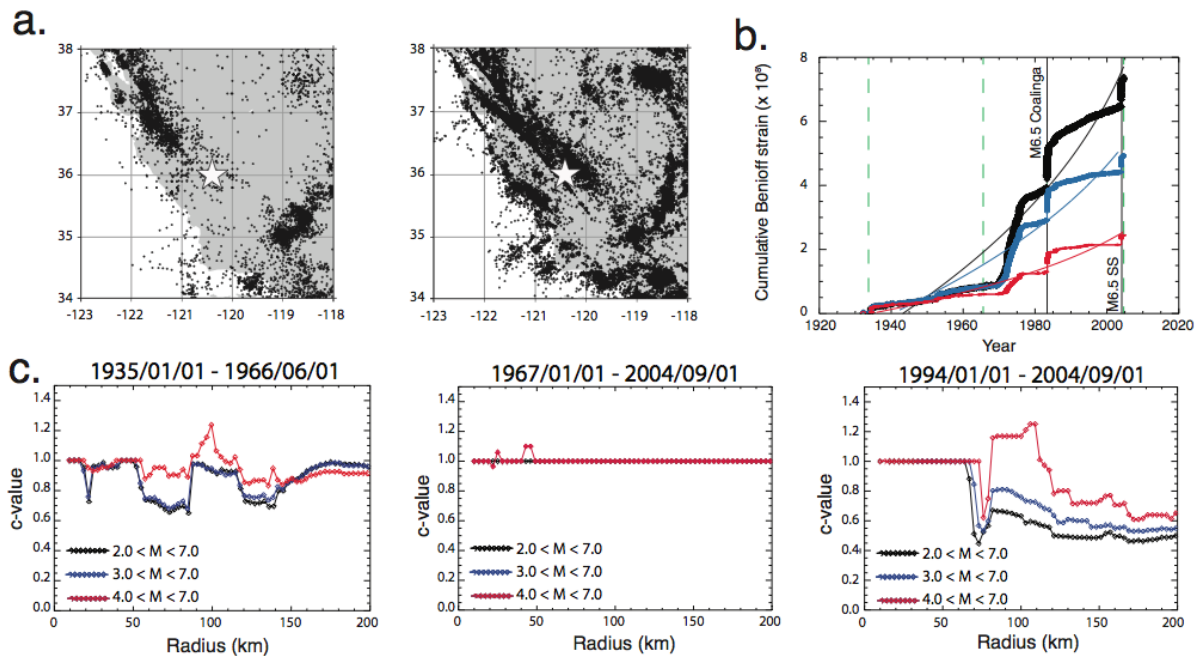 a.
38
37
36
35
34
-123 -122 -121 -120 -119 -118
38
37
36
35
34
-123 -122 -121 -120 -119 -118
b.
Cumulative Benioff strain (x 10⁸)
8
6
4
2
0
M6.5 Coalinga
M6.5 SS
1920 1940 1960 1980 2000 2020
Year
c.
1935/01/01 - 1966/06/01
c-value
1.4
1.2
1.0
0.8
0.6
0.4
0.2
0.0
2.0 < M < 7.0
3.0 < M < 7.0
4.0 < M < 7.0
0 50 100 150 200
Radius (km)
1967/01/01 - 2004/09/01
c-value
1.4
1.2
1.0
0.8
0.6
0.4
0.2
0.0
2.0 < M < 7.0
3.0 < M < 7.0
4.0 < M < 7.0
0 50 100 150 200
Radius (km)
1994/01/01 - 2004/09/01
c-value
1.4
1.2
1.0
0.8
0.6
0.4
0.2
0.0
2.0 < M < 7.0
3.0 < M < 7.0
4.0 < M < 7.0
0 50 100 150 200
Radius (km)